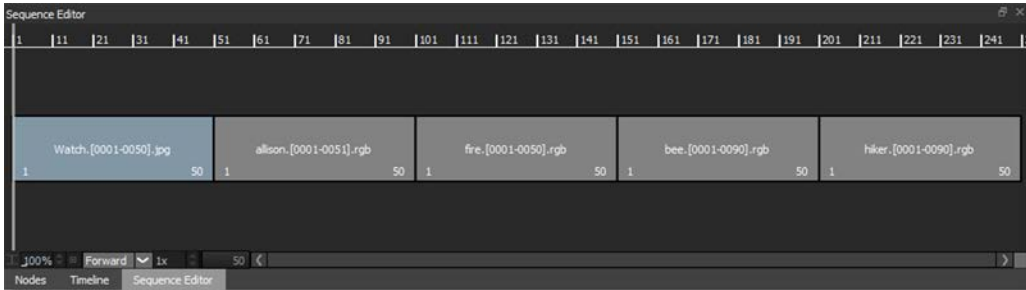 Sequence Editor
1 11 21 31 41 51 61 71 81 91 101 111 121 131 141 151 161 171 181 191 201 211 221 231 241
Watch.[0001-0050].jpg allison.[0001-0051].rgb fire.[0001-0050].rgb bee.[0001-0090].rgb hiker.[0001-0090].rgb
1 50 1 50 1 50 1 50 1 50
100% Forward 1x 50
Nodes Timeline Sequence Editor